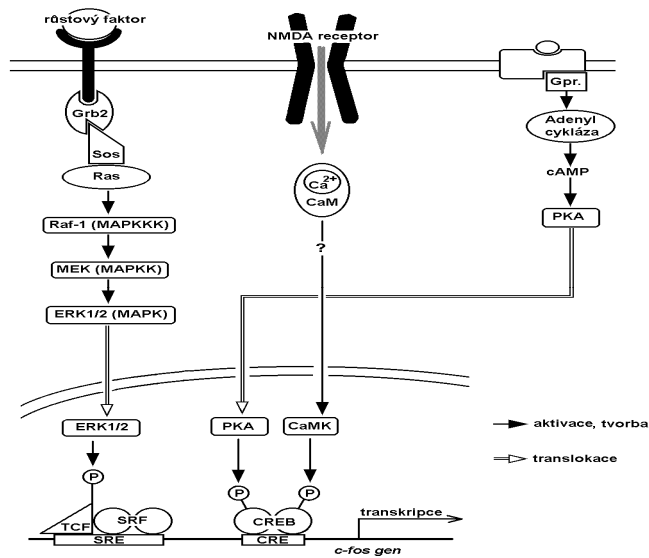 růstový faktor
NMDA receptor
Gpr.
Grb2
Sos
Ras
Adenyl
cykláza
cAMP
PKA
Ca2+
CaM
?
Raf-1 (MAPKKK)
MEK (MAPKK)
ERK1/2 (MAPK)
ERK1/2
PKA
CaMK
aktivace, tvorba
translokace
P
P
P
TCF
SRF
SRE
CREB
CRE
transkripce
c-fos gen